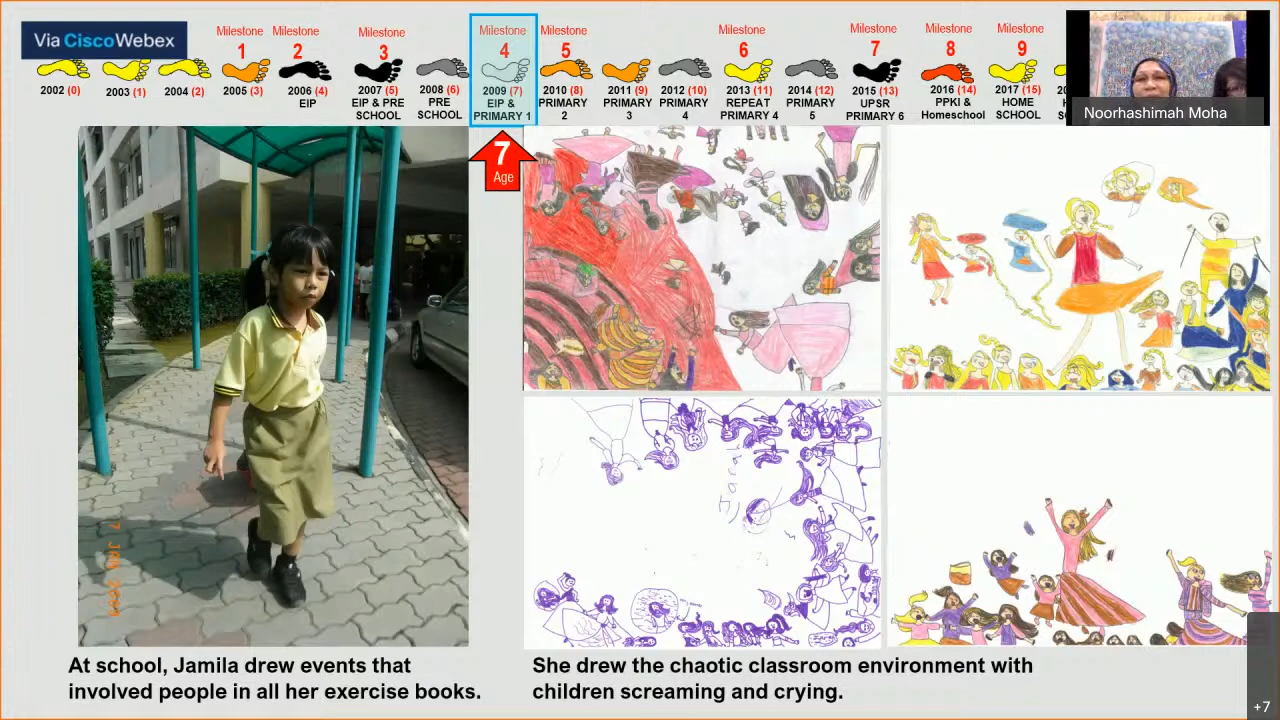 Via CiscoWebex
Milestone
1
Milestone
2
Milestone
3
Milestone
4
Milestone
5
Milestone
6
Milestone
7
Milestone
8
Milestone
9
2002 (0)
2003 (1)
2004 (2)
2005 (3)
2006 (4)
EIP
2007 (5)
EIP & PRE
SCHOOL
2008 (6)
PRE
SCHOOL
2009 (7)
EIP &
PRIMARY 1
2010 (8)
PRIMARY
2
2011 (9)
PRIMARY
3
2012 (10)
PRIMARY
4
2013 (11)
REPEAT
PRIMARY 4
2014 (12)
PRIMARY
5
2015 (13)
UPSR
PRIMARY 6
2016 (14)
PPKI &
Homeschool
2017 (15)
HOME
SCHOOL
Noorhashimah Moha
7
Age
At school, Jamila drew events that
involved people in all her exercise books.
She drew the chaotic classroom environment with
children screaming and crying.
+7